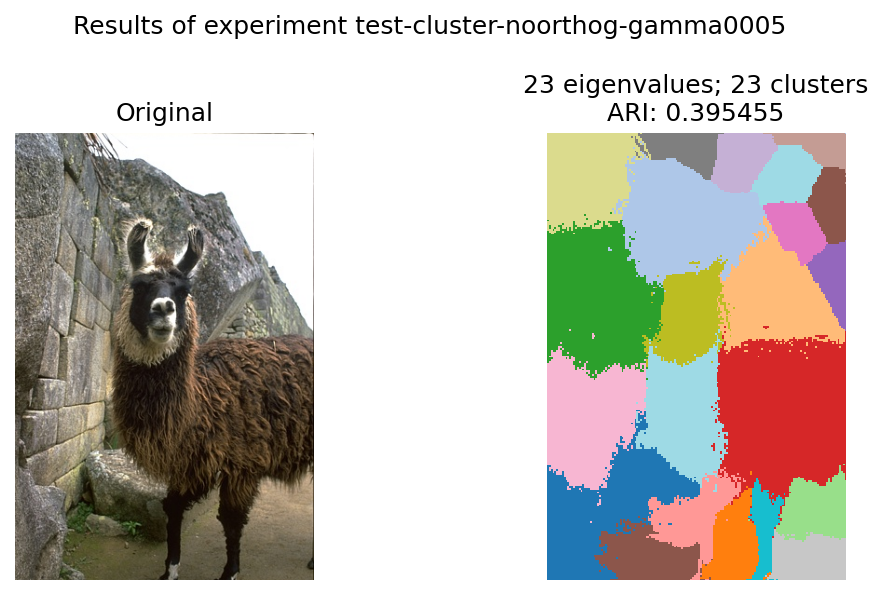 Results of experiment test-cluster-noorthog-gamma0005
Original
23 eigenvalues; 23 clusters
ARI: 0.395455